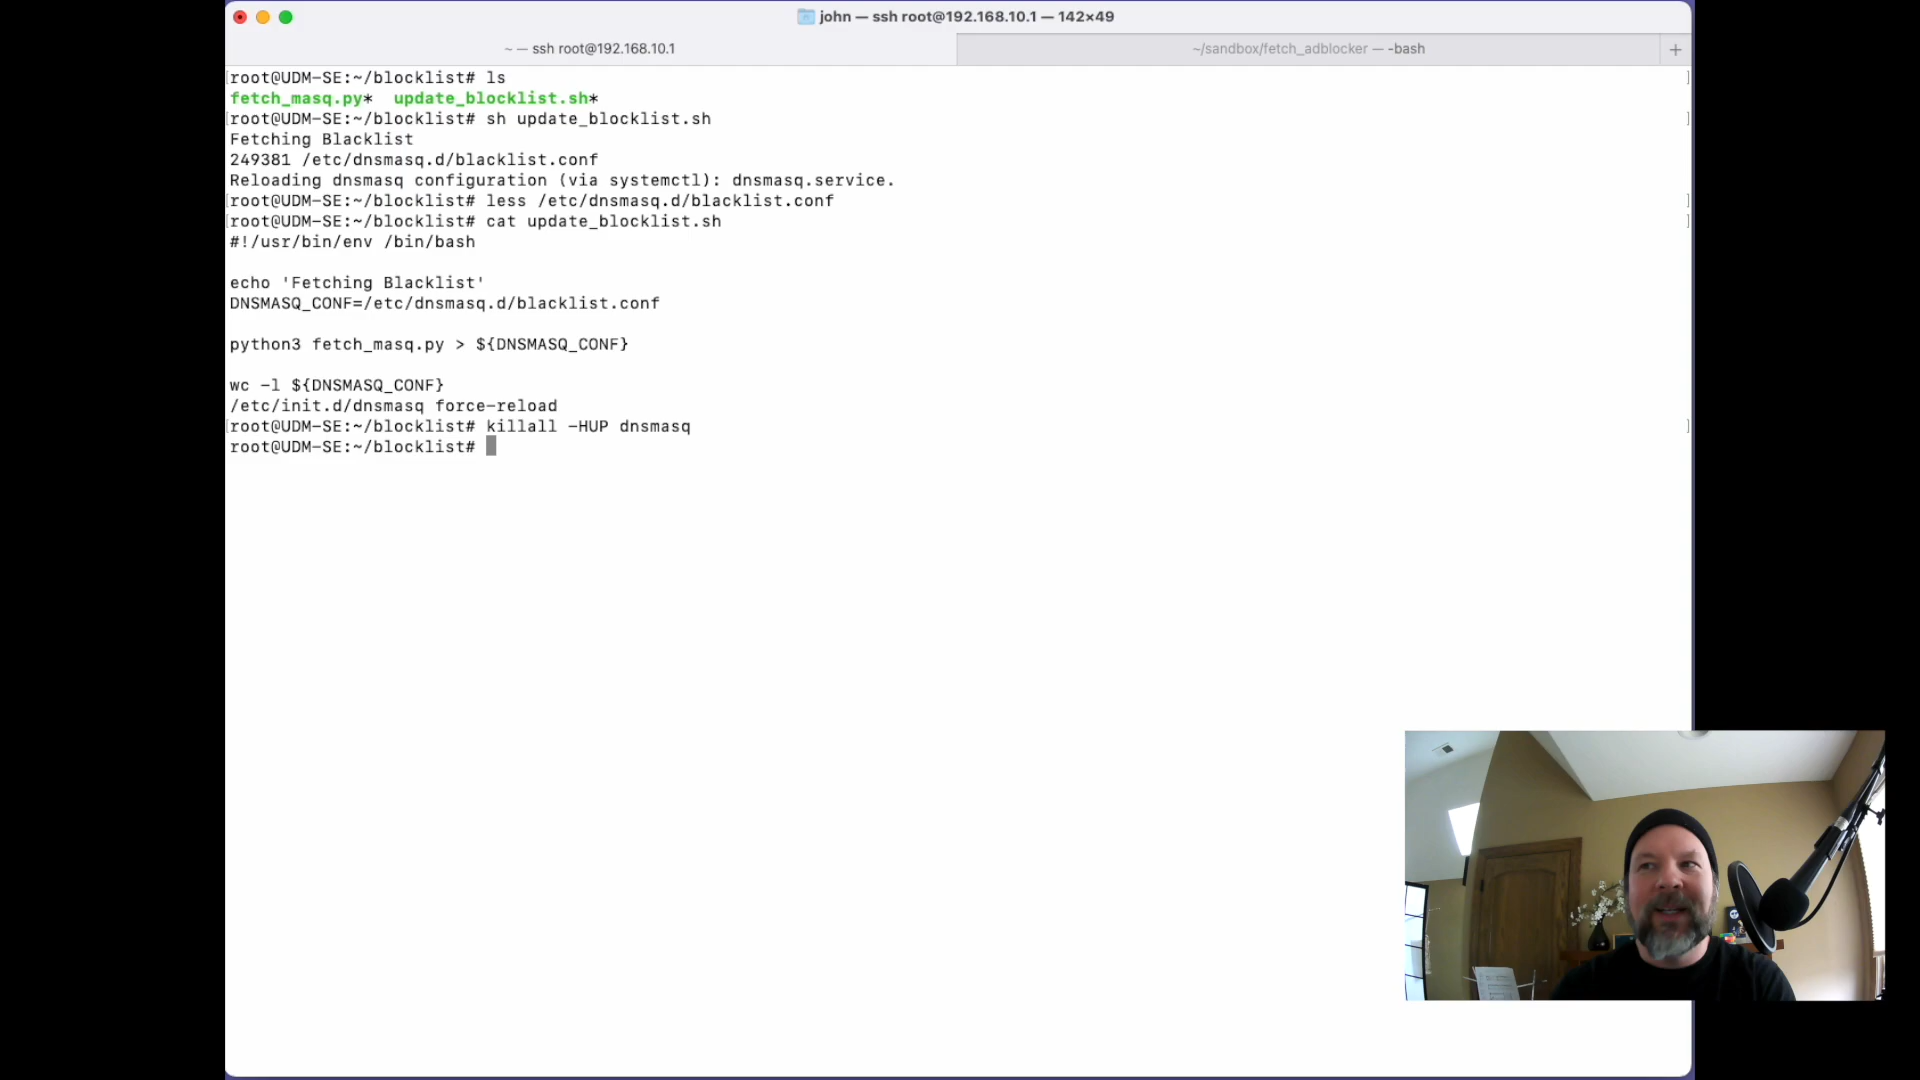 john — ssh root@192.168.10.1 — 142×49
~ — ssh root@192.168.10.1
~/sandbox/fetch_adblocker — -bash
+
[root@UDM-SE:~/blocklist# ls ]
fetch_masq.py*  update_blocklist.sh*
[root@UDM-SE:~/blocklist# sh update_blocklist.sh ]
Fetching Blacklist
249381 /etc/dnsmasq.d/blacklist.conf
Reloading dnsmasq configuration (via systemctl): dnsmasq.service.
[root@UDM-SE:~/blocklist# less /etc/dnsmasq.d/blacklist.conf ]
[root@UDM-SE:~/blocklist# cat update_blocklist.sh ]
#!/usr/bin/env /bin/bash
echo 'Fetching Blacklist'
DNSMASQ_CONF=/etc/dnsmasq.d/blacklist.conf
python3 fetch_masq.py > ${DNSMASQ_CONF}
wc -l ${DNSMASQ_CONF}
/etc/init.d/dnsmasq force-reload
[root@UDM-SE:~/blocklist# killall -HUP dnsmasq ]
root@UDM-SE:~/blocklist#